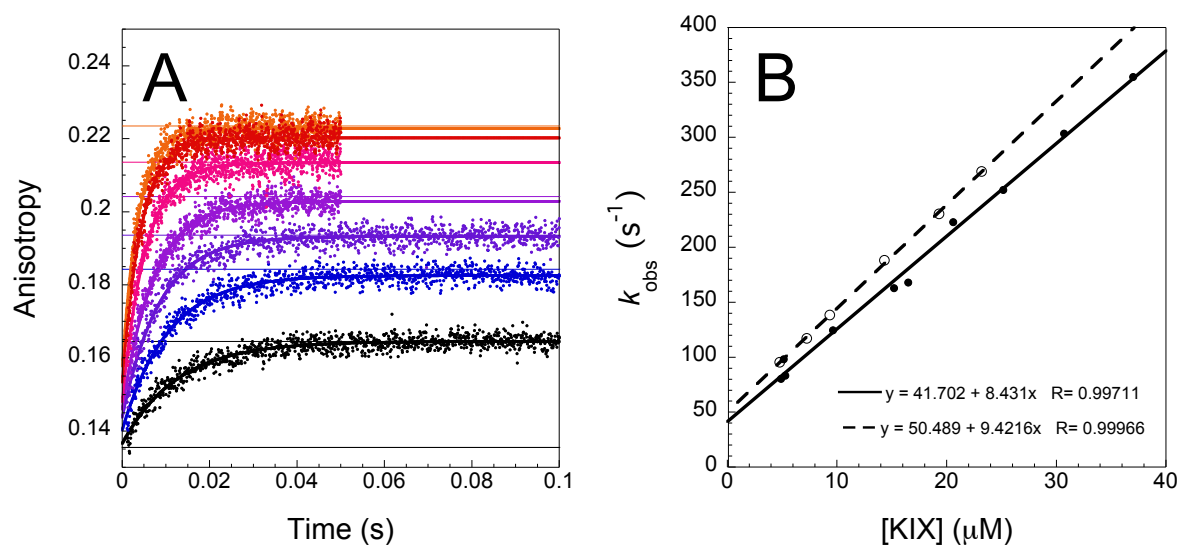 A
0.24
0.22
0.2
0.18
0.16
0.14
Anisotropy
0 0.02 0.04 0.06 0.08 0.1
Time (s)
B
400
350
300
250
200
150
100
50
0
k_obs (s⁻¹)
y = 41.702 + 8.431x R= 0.99711
y = 50.489 + 9.4216x R= 0.99966
0 10 20 30 40
[KIX] (μM)